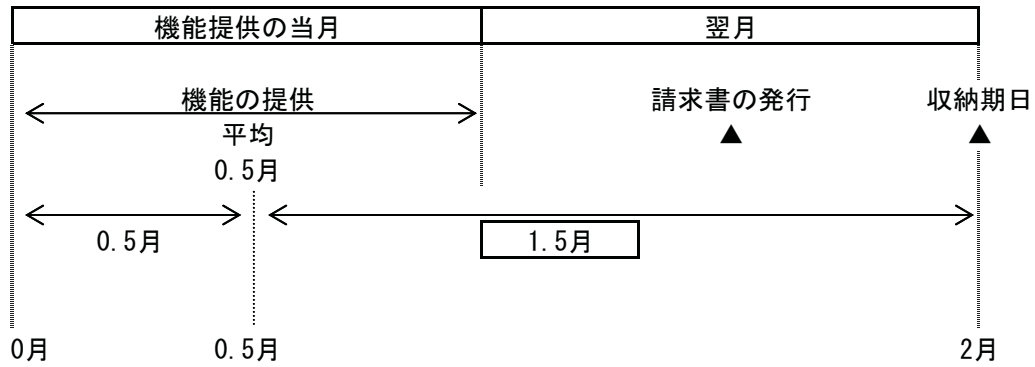 機能提供の当月 翌月
機能の提供 請求書の発行 収納期日
平均 ▲ ▲
0.5月
0.5月 1.5月
0月 0.5月 2月